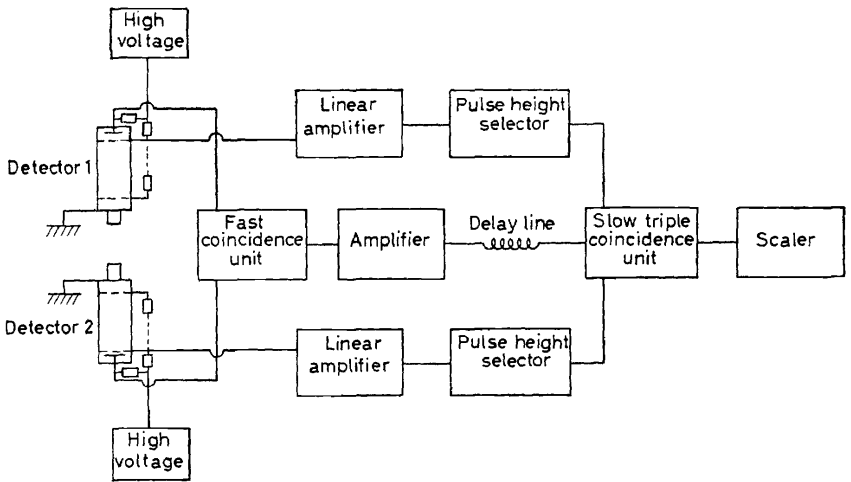 High
voltage
Linear
amplifier
Pulse height
selector
Detector 1
Fast
coincidence
unit
Amplifier
Delay line
Slow triple
coincidence
unit
Scaler
Detector 2
Linear
amplifier
Pulse height
selector
High
voltage